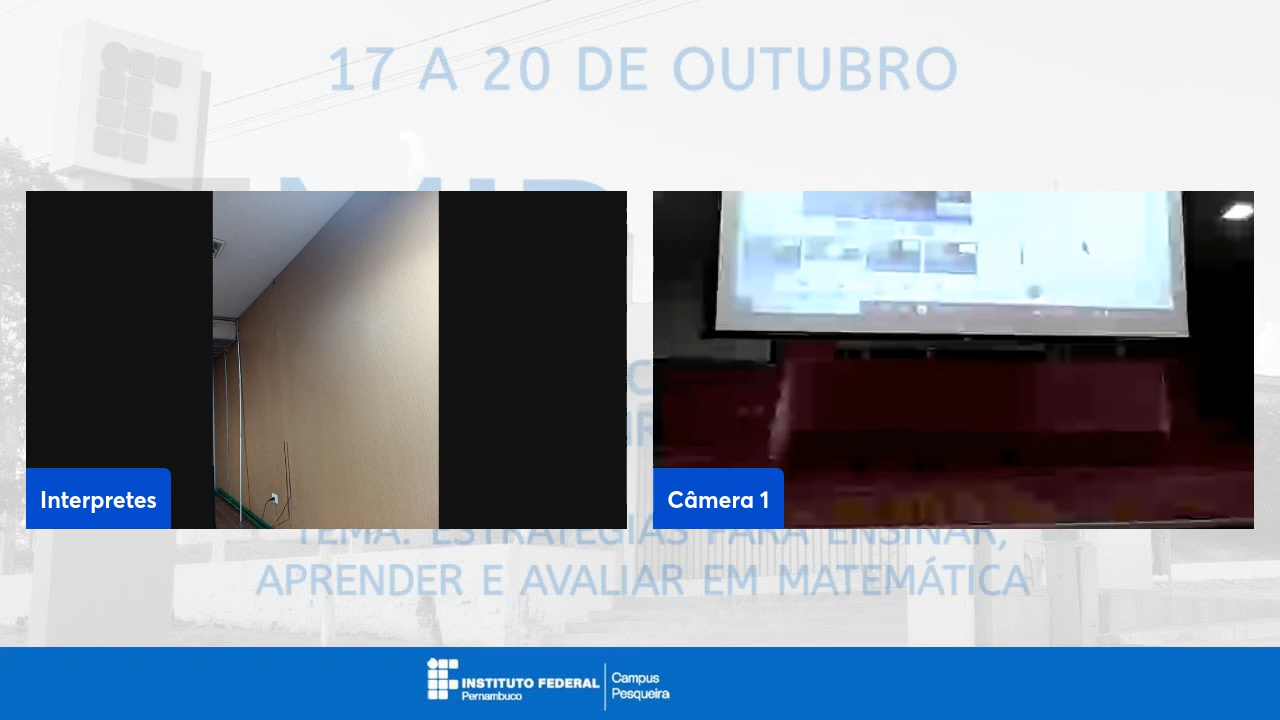 17 A 20 DE OUTUBRO
Interpretes
Câmera 1
TEMA: ESTRATÉGIAS PARA ENSINAR,
APRENDER E AVALIAR EM MATEMÁTICA
INSTITUTO FEDERAL
Pernambuco
Campus
Pesqueira